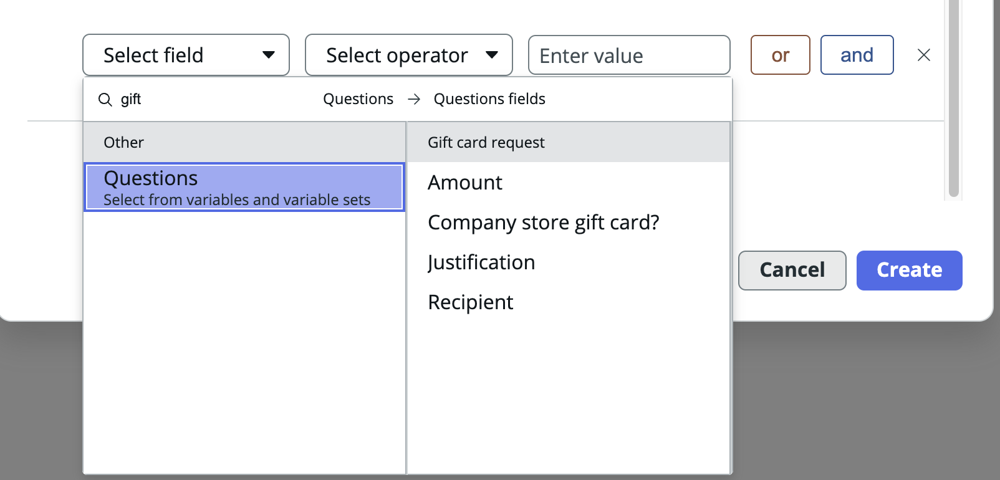 Select field
Select operator
Enter value
or
and
gift
Questions → Questions fields
Other
Questions
Select from variables and variable sets
Gift card request
Amount
Company store gift card?
Justification
Recipient
Cancel
Create